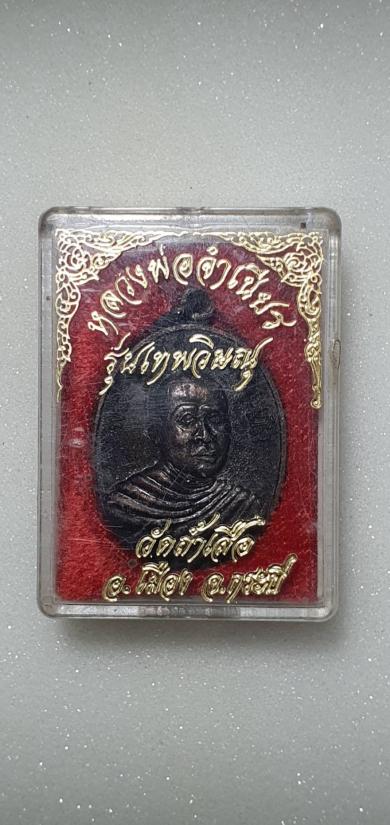 หลวงพ่อจำเนียร
รุ่นเทพวิษณุ
วัดถ้ำเสือ
อ.เมือง จ.กระบี่